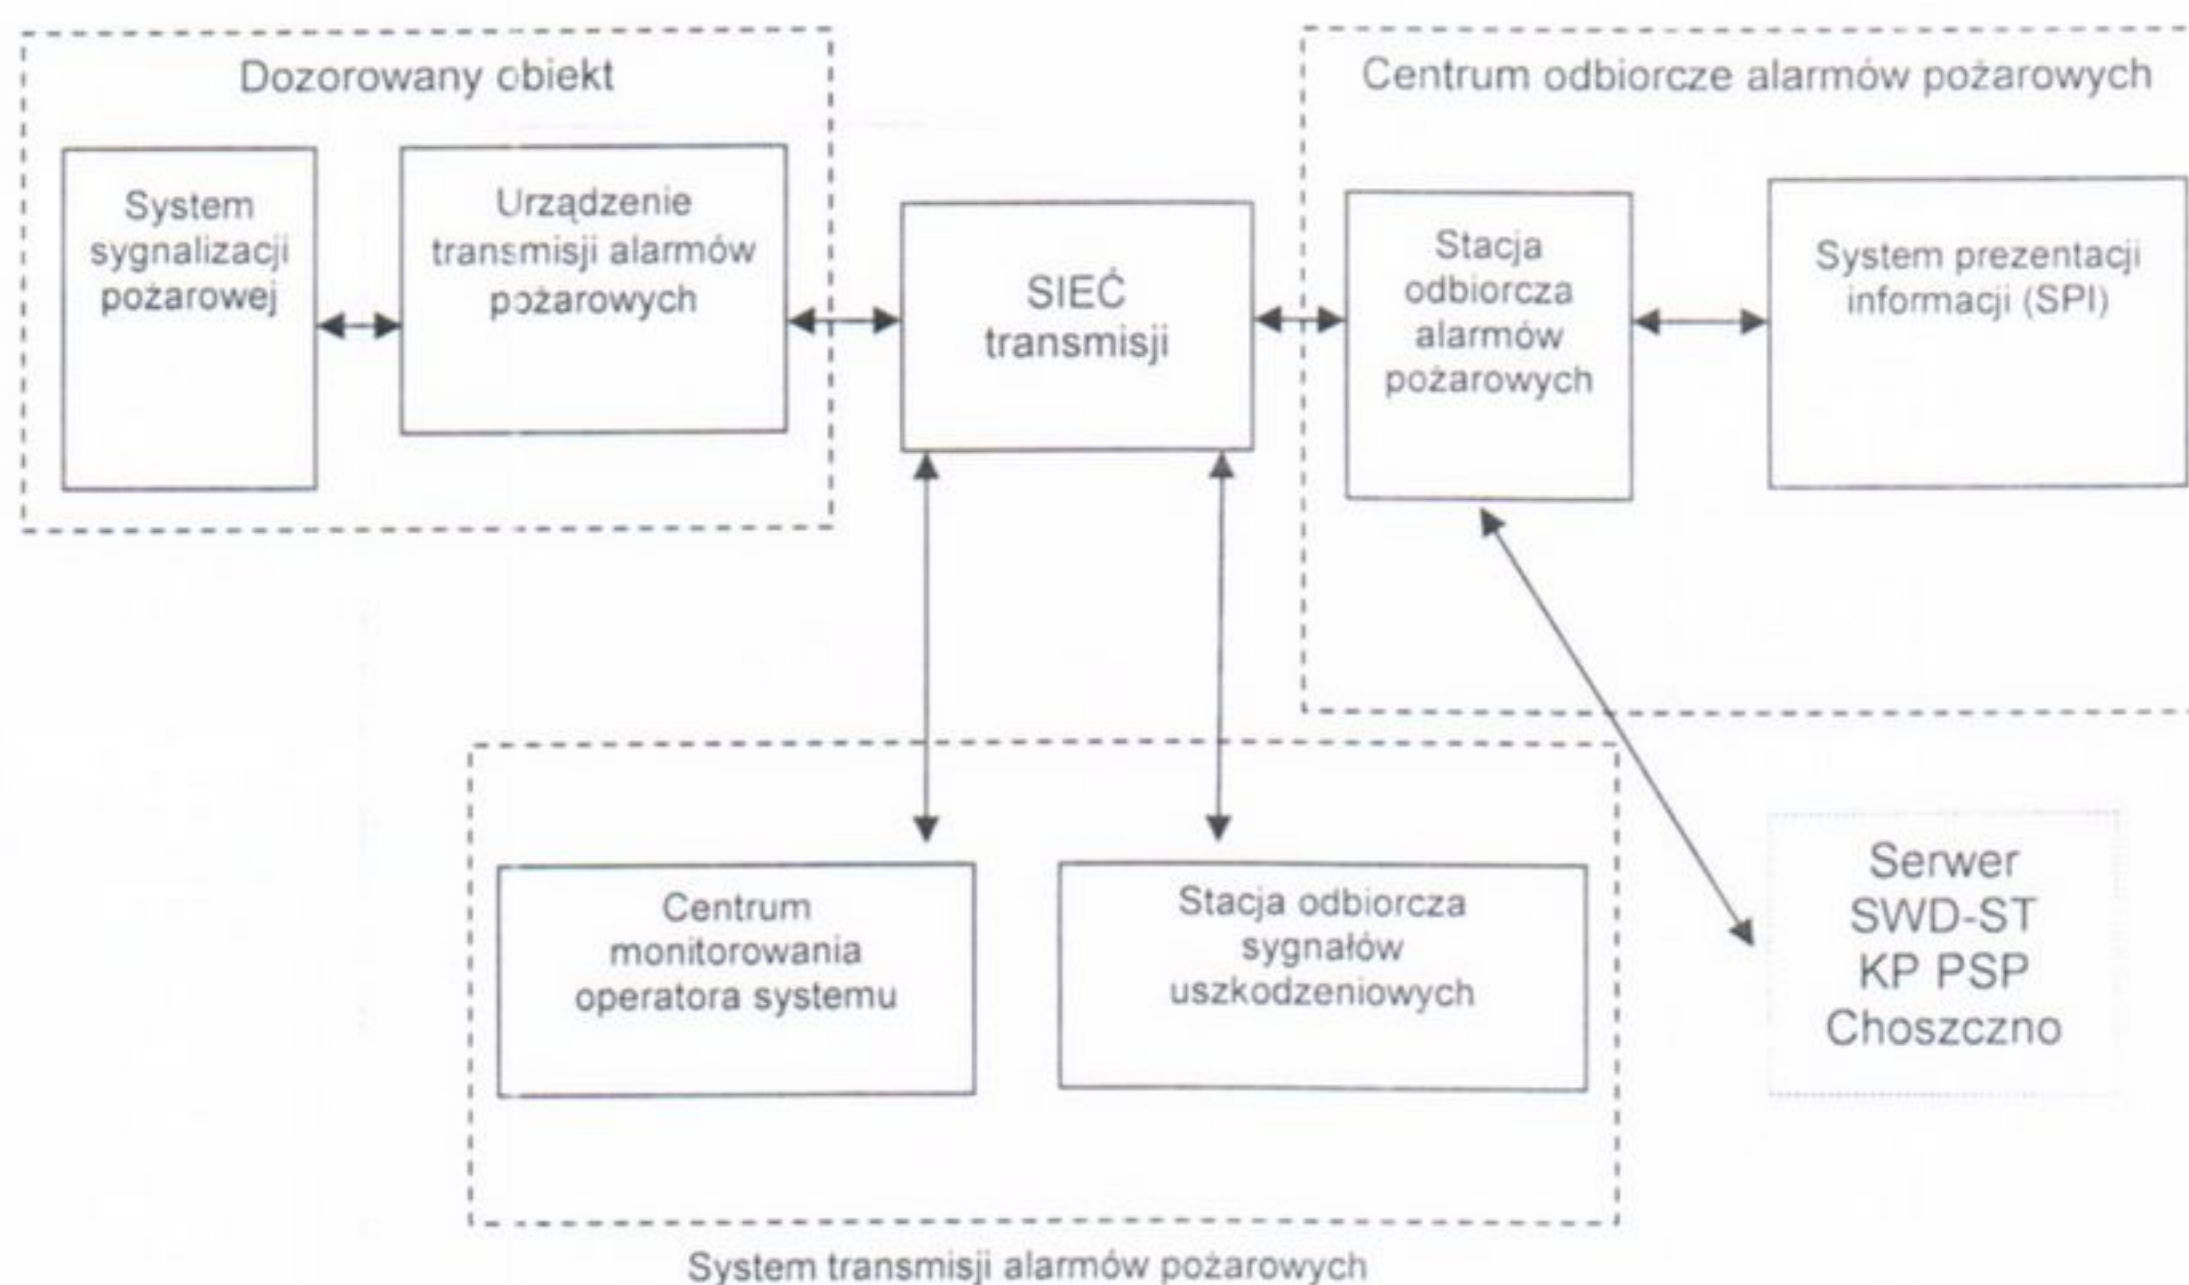 Dozorowany obiekt
System
sygnalizacji
pożarowej
Urządzenie
transmisji alarmów
pożarowych
SIEĆ
transmisji
Centrum odbiorcze alarmów pożarowych
Stacja
odbiorcza
alarmów
pożarowych
System prezentacji
informacji (SPI)
Centrum
monitorowania
operatora systemu
Stacja odbiorcza
sygnałów
uszkodzeniowych
Serwer
SWD-ST
KP PSP
Choszczno
System transmisji alarmów pożarowych